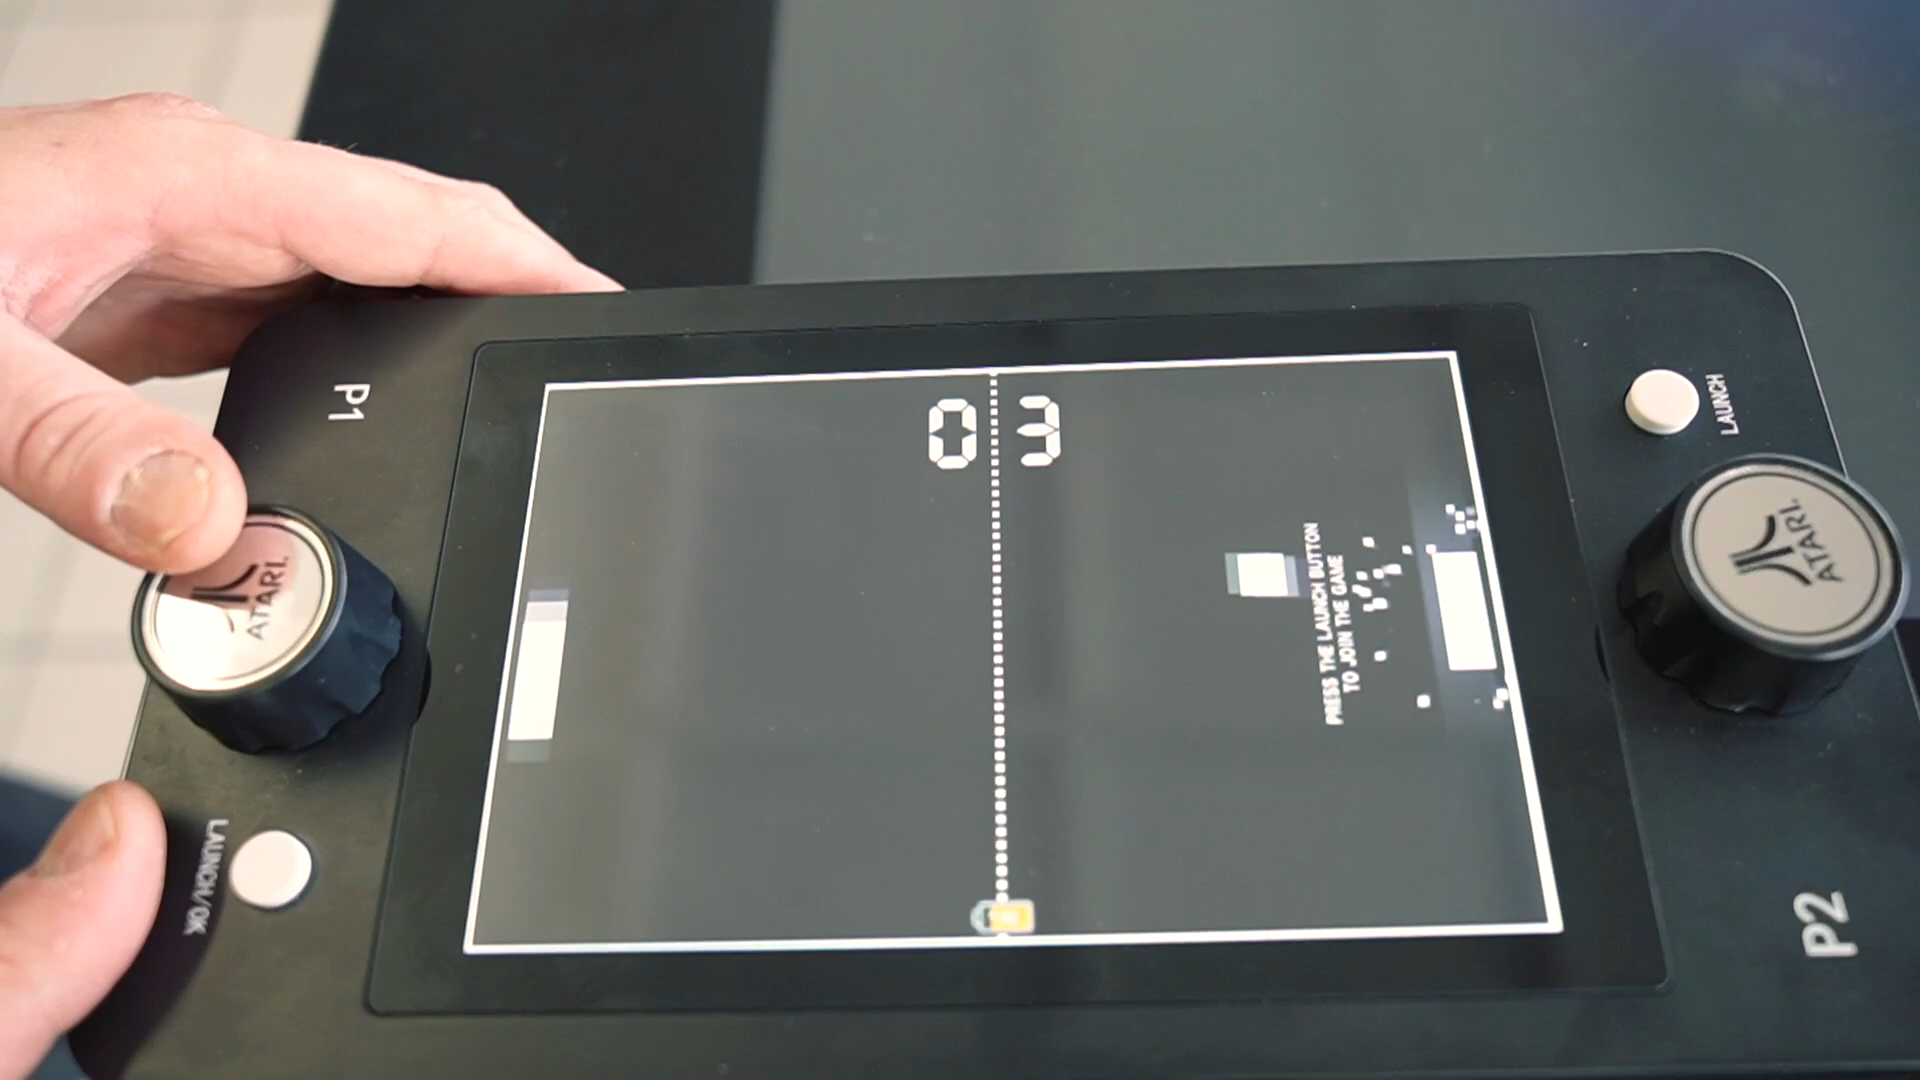 P1
ATARI
LAUNCH/OK
0
3
PRESS THE LAUNCH BUTTON
TO JOIN THE GAME
LAUNCH
ATARI
P2